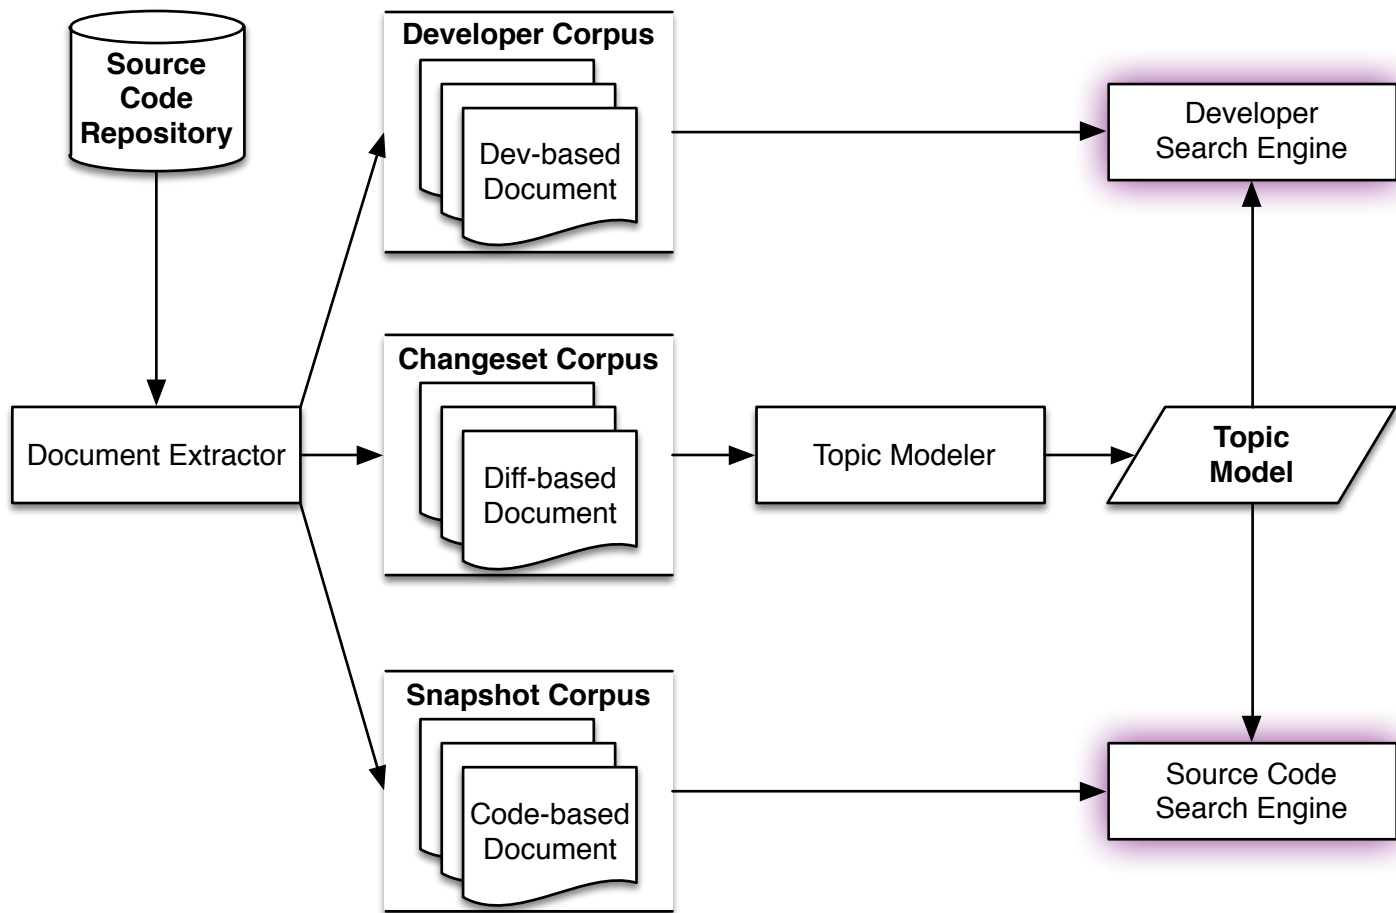 Source
Code
Repository
Developer Corpus
Dev-based
Document
Developer
Search Engine
Document Extractor
Changeset Corpus
Diff-based
Document
Topic Modeler
Topic
Model
Snapshot Corpus
Code-based
Document
Source Code
Search Engine